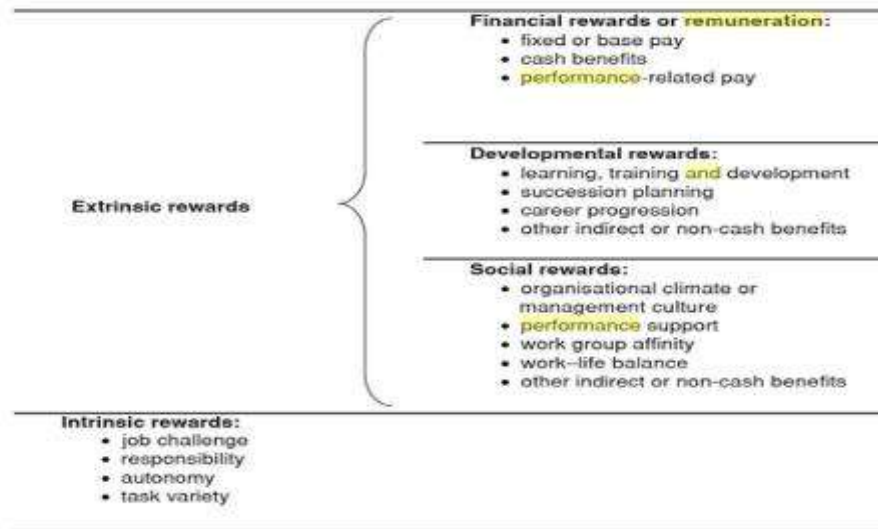 Financial rewards or remuneration:
• fixed or base pay
• cash benefits
• performance-related pay
Extrinsic rewards
Developmental rewards:
• learning, training and development
• succession planning
• career progression
• other indirect or non-cash benefits
Social rewards:
• organisational climate or
management culture
• performance support
• work group affinity
• work–life balance
• other indirect or non-cash benefits
Intrinsic rewards:
• job challenge
• responsibility
• autonomy
• task variety